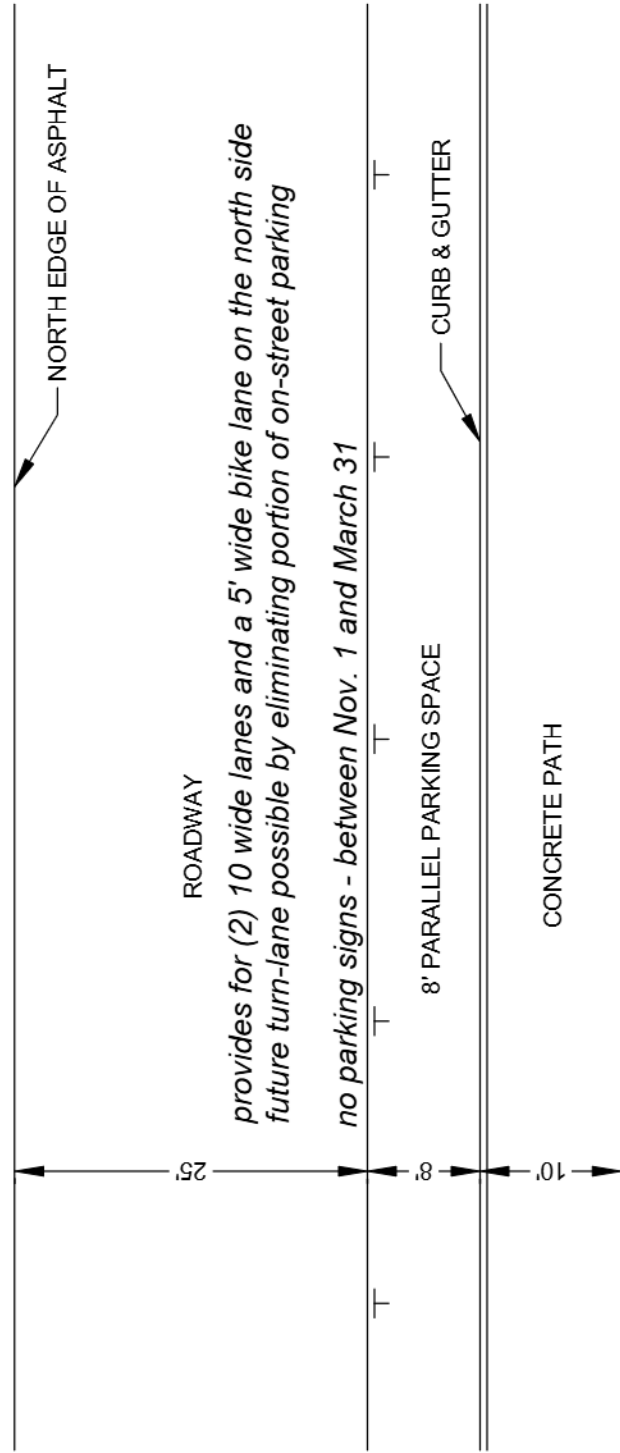 NORTH EDGE OF ASPHALT
ROADWAY
provides for (2) 10 wide lanes and a 5' wide bike lane on the north side
future turn-lane possible by eliminating portion of on-street parking
25'
no parking signs - between Nov. 1 and March 31
8' PARALLEL PARKING SPACE
8'
CURB & GUTTER
CONCRETE PATH
10'